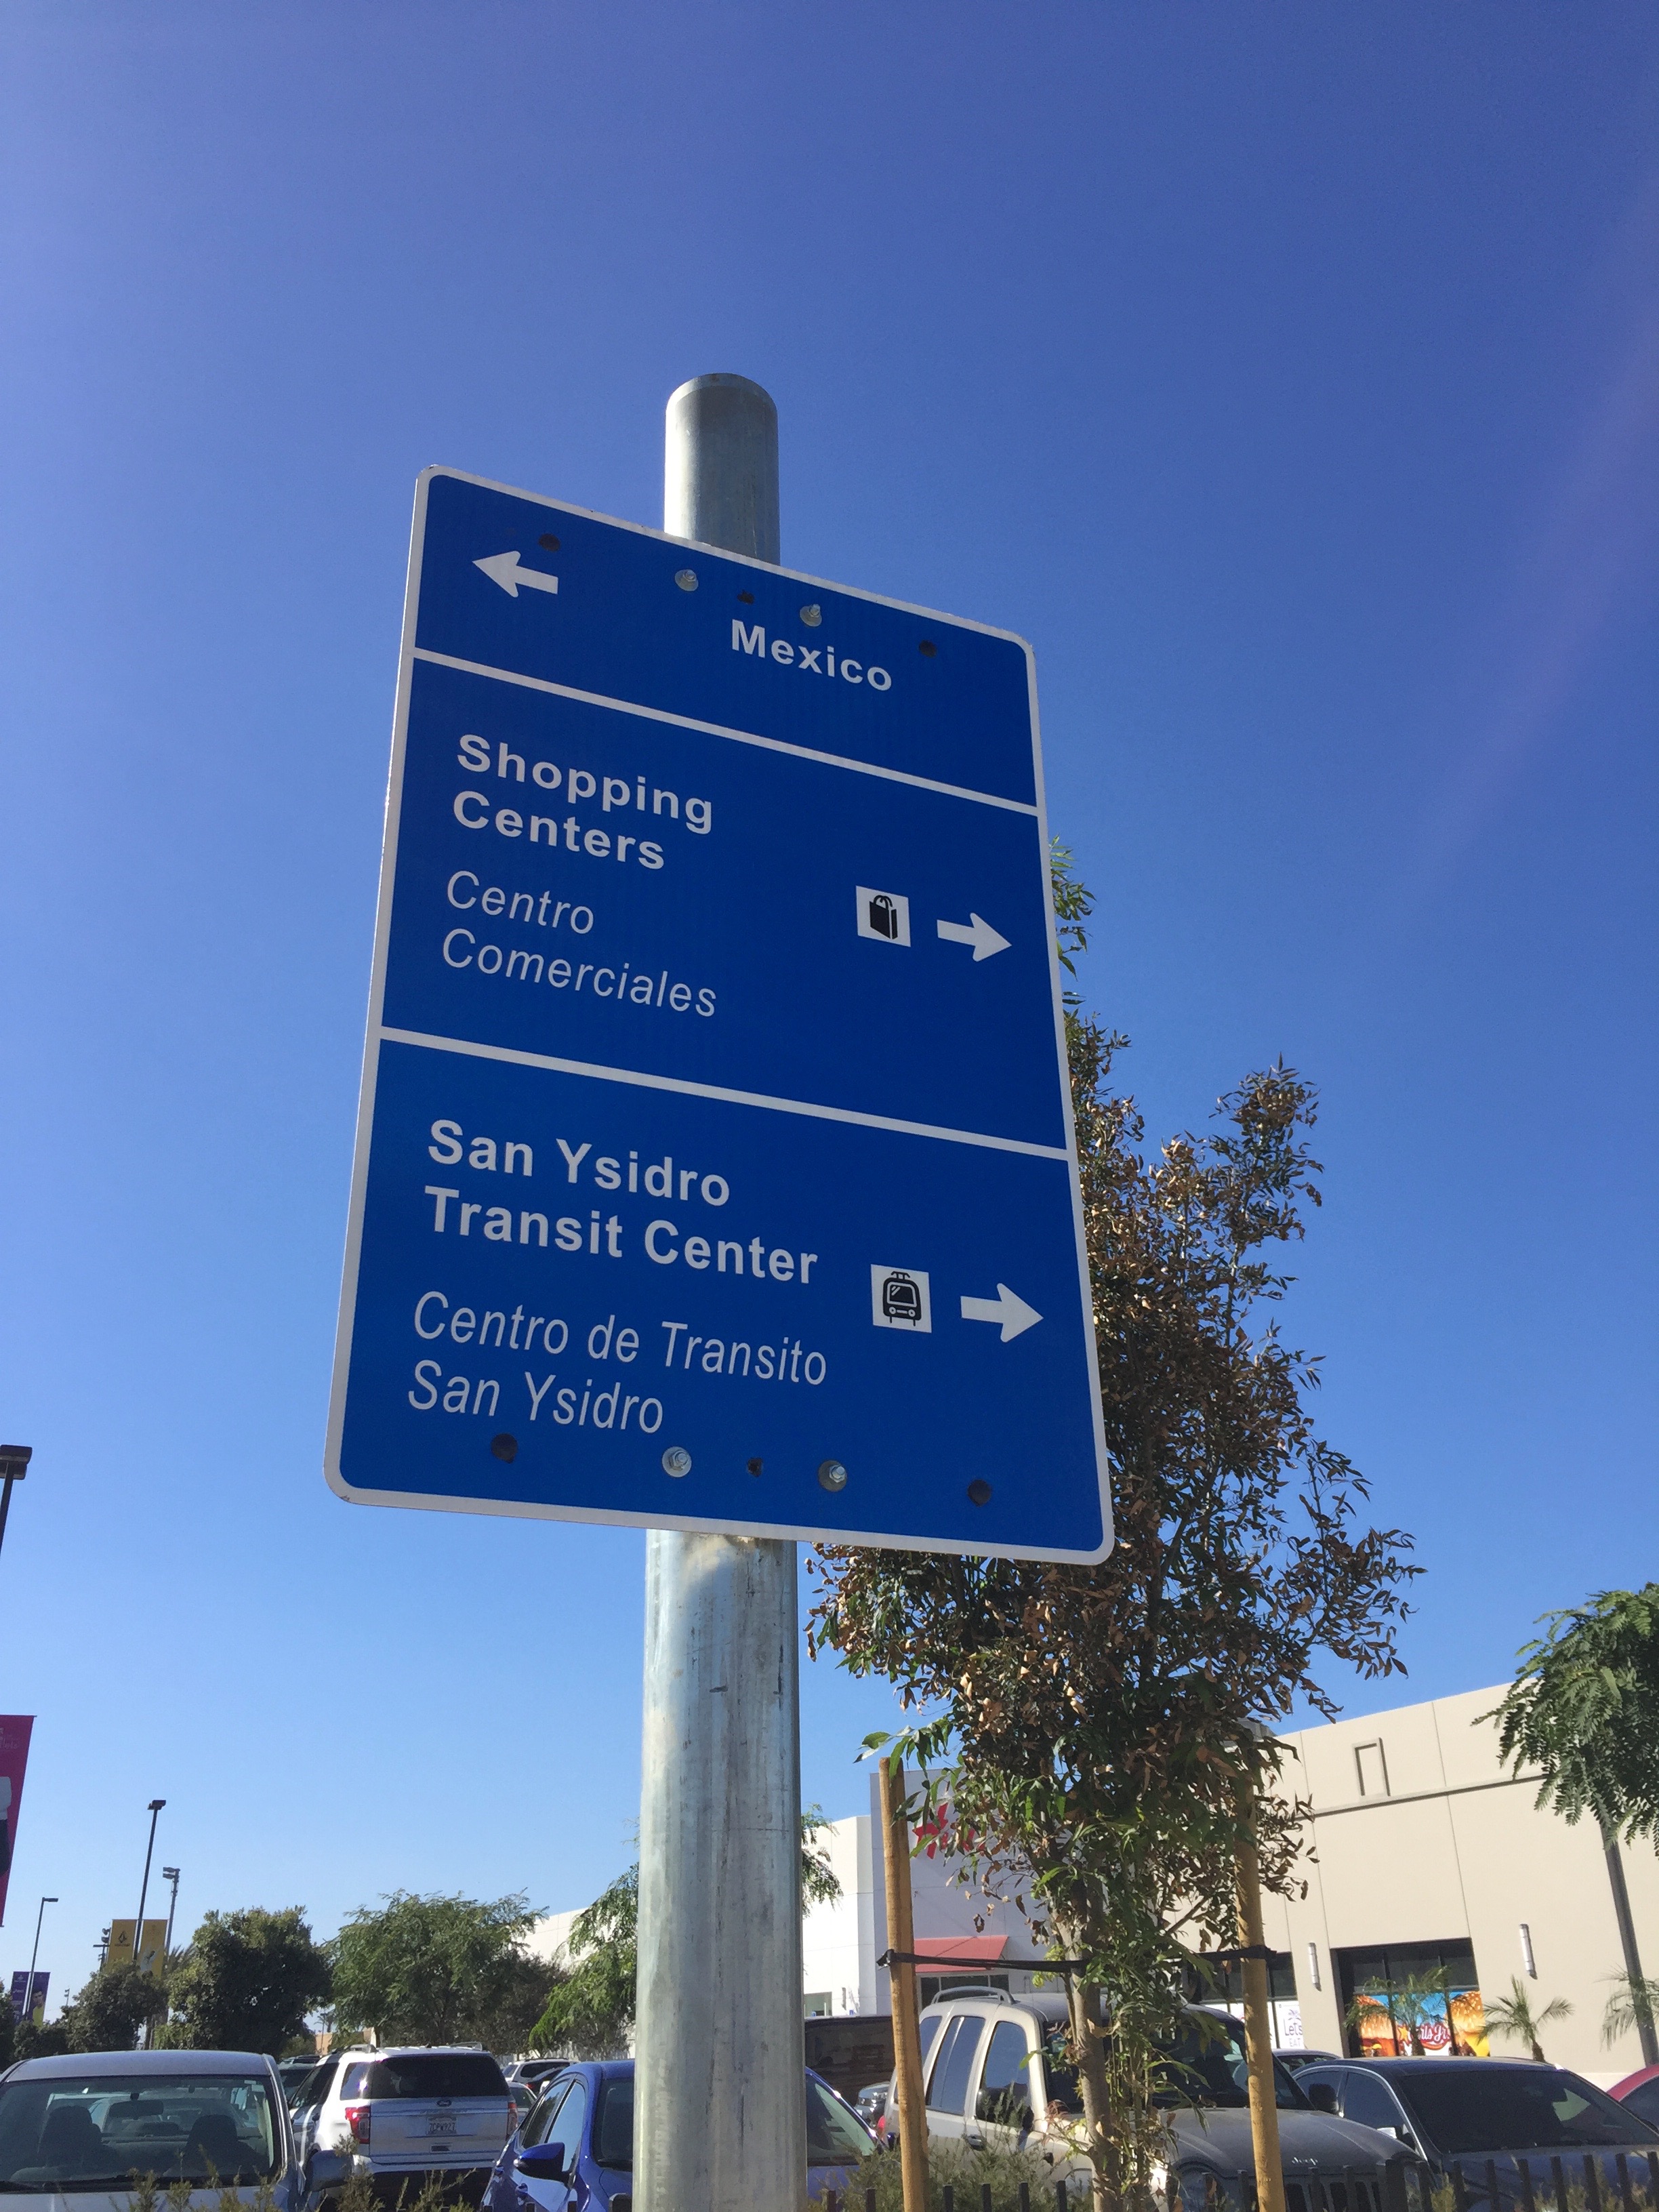 Mexico
Shopping
Centers
Centro
Comerciales
San Ysidro
Transit Center
Centro de Transito
San Ysidro